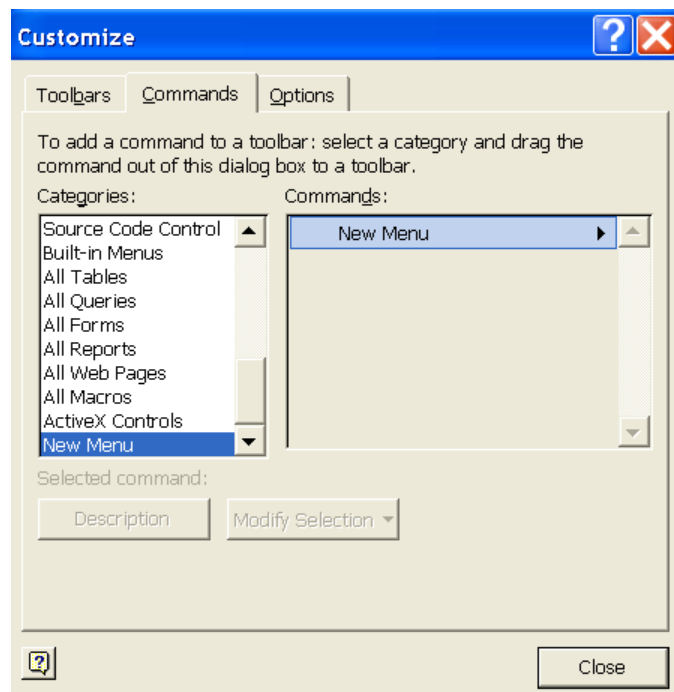 Customize
Toolbars Commands Options
To add a command to a toolbar: select a category and drag the
command out of this dialog box to a toolbar.
Categories: Commands:
Source Code Control New Menu
Built-in Menus
All Tables
All Queries
All Forms
All Reports
All Web Pages
All Macros
ActiveX Controls
New Menu
Selected command:
Description Modify Selection
Close